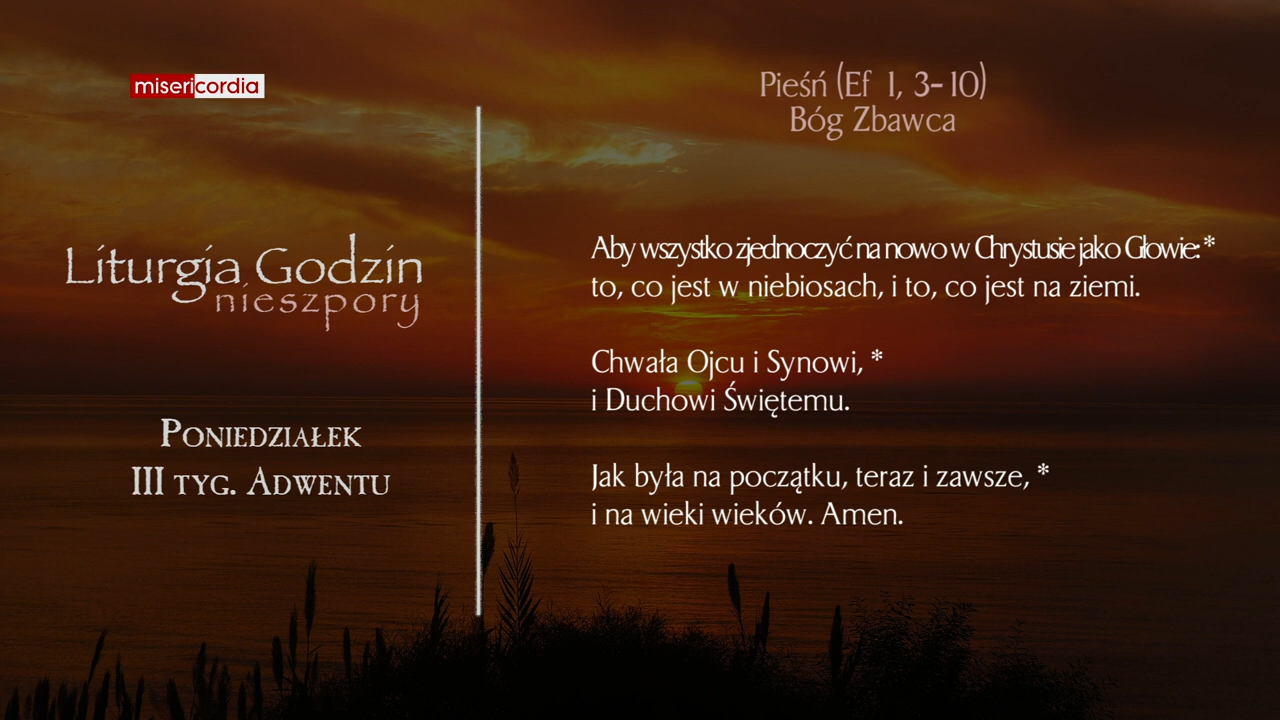 misericordia
Liturgia Godzin
nieszpory
Poniedziałek
III tyg. Adwentu
Pieśń (Ef 1, 3-10)
Bóg Zbawca
Aby wszystko zjednoczyć na nowo w Chrystusie jako Głowie: *
to, co jest w niebiosach, i to, co jest na ziemi.
Chwała Ojcu i Synowi, *
i Duchowi Świętemu.
Jak była na początku, teraz i zawsze, *
i na wieki wieków. Amen.